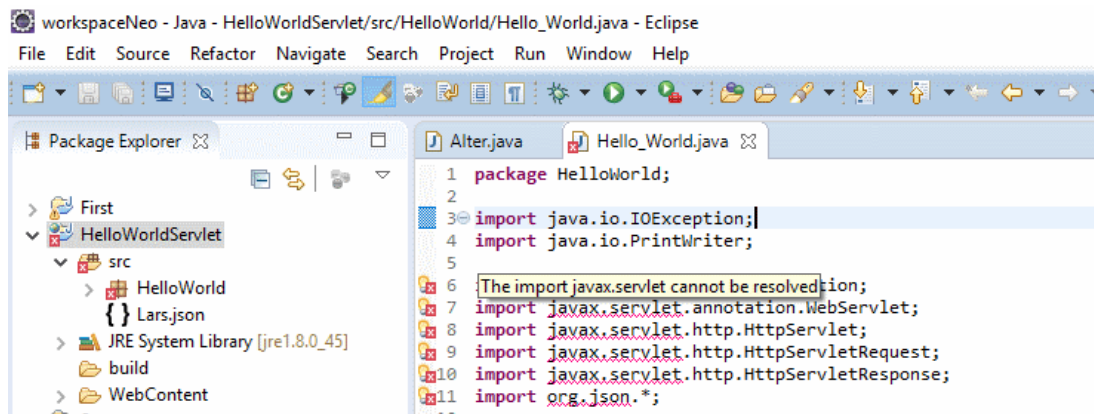 workspaceNeo - Java - HelloWorldServlet/src/HelloWorld/Hello_World.java - Eclipse
File Edit Source Refactor Navigate Search Project Run Window Help
Package Explorer
First
HelloWorldServlet
src
HelloWorld
{ } Lars.json
JRE System Library [jre1.8.0_45]
build
WebContent
Alter.java Hello_World.java
1 package HelloWorld;
2
3 import java.io.IOException;
4 import java.io.PrintWriter;
5
6 The import javax.servlet cannot be resolved tion;
7 import javax.servlet.annotation.WebServlet;
8 import javax.servlet.http.HttpServlet;
9 import javax.servlet.http.HttpServletRequest;
10 import javax.servlet.http.HttpServletResponse;
11 import org.json.*;